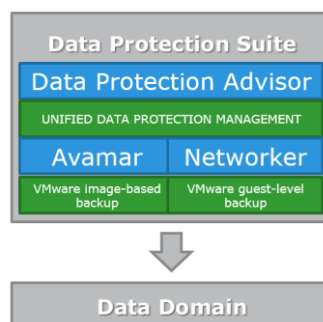 Data Protection Suite
Data Protection Advisor
UNIFIED DATA PROTECTION MANAGEMENT
Avamar
Networker
VMware image-based
backup
VMware guest-level
backup
Data Domain